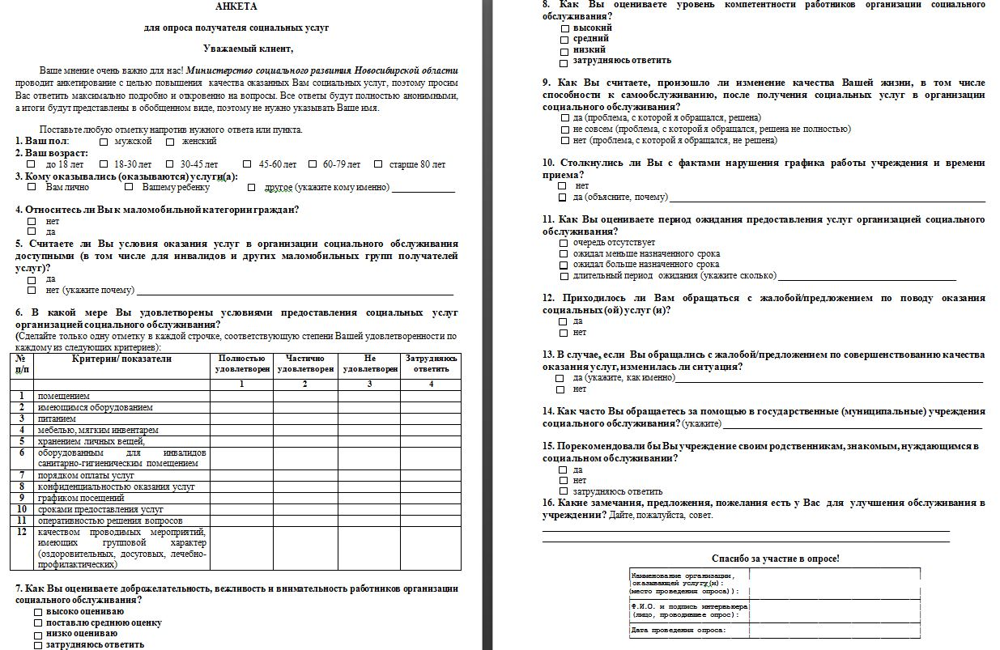 АНКЕТА
для опроса получателя социальных услуг
Уважаемый клиент,
Ваше мнение очень важно для нас! Министерство социального развития Новосибирской области
проводит анкетирование с целью повышения качества оказанных Вам социальных услуг, поэтому просим
Вас ответить максимально подробно и откровенно на вопросы. Все ответы будут полностью анонимными,
а итоги будут представлены в обобщенном виде, поэтому не нужно указывать Ваше имя.
Поставьте любую отметку напротив нужного ответа или пункта.
1. Ваш пол: мужской женский
2. Ваш возраст:
до 18 лет 18-30 лет 30-45 лет 45-60 лет 60-79 лет старше 80 лет
3. Кому оказывались (оказываются) услуги(а):
Вам лично Вашему ребенку другое (укажите кому именно) ____________
4. Относитесь ли Вы к маломобильной категории граждан?
нет
да
5. Считаете ли Вы условия оказания услуг в организации социального обслуживания
доступными (в том числе для инвалидов и других маломобильных групп получателей
услуг)?
да
нет (укажите почему) ____________
6. В какой мере Вы удовлетворены условиями предоставления социальных услуг
организацией социального обслуживания?
(Сделайте только одну отметку в каждой строчке, соответствующую степени Вашей удовлетворенности по
каждому из следующих критериев):
№ Критерии/ показатели Полностью Частично Не Затрудняюсь
п/п удовлетворен удовлетворен удовлетворен ответить
1 2 3 4
1 помещением
2 имеющимся оборудованием
3 питанием
4 мебелью, мягким инвентарем
5 хранением личных вещей,
6 оборудованным для инвалидов
санитарно-гигиеническим помещением
7 порядком оплаты услуг
8 конфиденциальностью оказания услуг
9 графиком посещений
10 сроками предоставления услуг
11 оперативностью решения вопросов
12 качеством проводимых мероприятий,
имеющих групповой характер
(оздоровительных, досуговых, лечебно-
профилактических)
7. Как Вы оцениваете доброжелательность, вежливость и внимательность работников организации
социального обслуживания?
высоко оцениваю
поставлю среднюю оценку
низко оцениваю
затрудняюсь ответить
8. Как Вы оцениваете уровень компетентности работников организации социального
обслуживания?
высокий
средний
низкий
затрудняюсь ответить
9. Как Вы считаете, произошло ли изменение качества Вашей жизни, в том числе
способности к самообслуживанию, после получения социальных услуг в организации
социального обслуживания?
да (проблема, с которой я обращался, решена)
не совсем (проблема, с которой я обращался, решена не полностью)
нет (проблема, с которой я обращался, не решена)
10. Столкнулись ли Вы с фактами нарушения графика работы учреждения и времени
приема?
нет
да (объясните, почему) ____________
11. Как Вы оцениваете период ожидания предоставления услуг организацией социального
обслуживания?
очередь отсутствует
ожидал меньше назначенного срока
ожидал больше назначенного срока
длительный период ожидания (укажите сколько) ____________
12. Приходилось ли Вам обращаться с жалобой/предложением по поводу оказания
социальных (ой) услуг (и)?
да
нет
13. В случае, если Вы обращались с жалобой/предложением по совершенствованию качества
оказания услуг, изменилась ли ситуация?
да (укажите, как именно)____________
нет
14. Как часто Вы обращаетесь за помощью в государственные (муниципальные) учреждения
социального обслуживания? (укажите) ____________
15. Порекомендовали бы Вы учреждение своим родственникам, знакомым, нуждающимся в
социальном обслуживании?
да
нет
затрудняюсь ответить
16. Какие замечания, предложения, пожелания есть у Вас для улучшения обслуживания в
учреждении? Дайте, пожалуйста, совет.
Спасибо за участие в опросе!
Наименование организации,
оказывающей услугу(и):
(место проведения опроса)):
Ф.И.О. и подпись интервьюера
(лицо, проводившее опрос):
Дата проведения опроса: